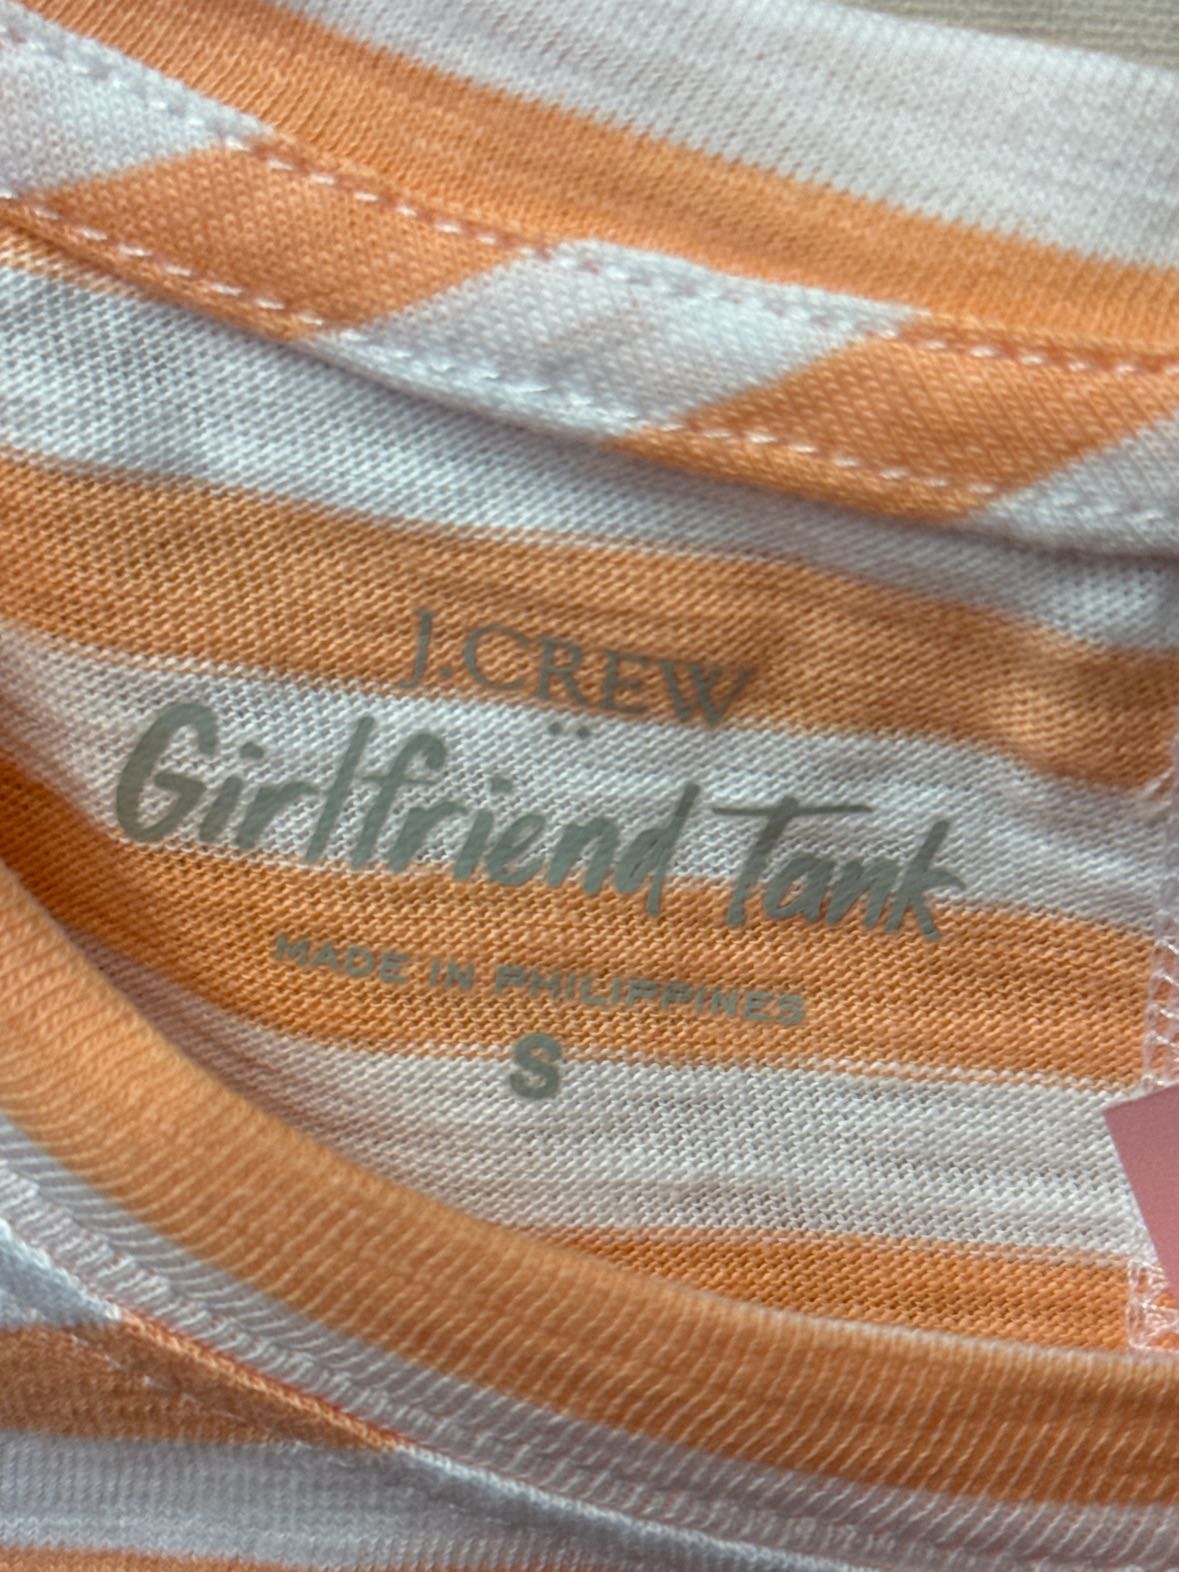 J.CREW
Girlfriend Tank
MADE IN PHILIPPINES
S